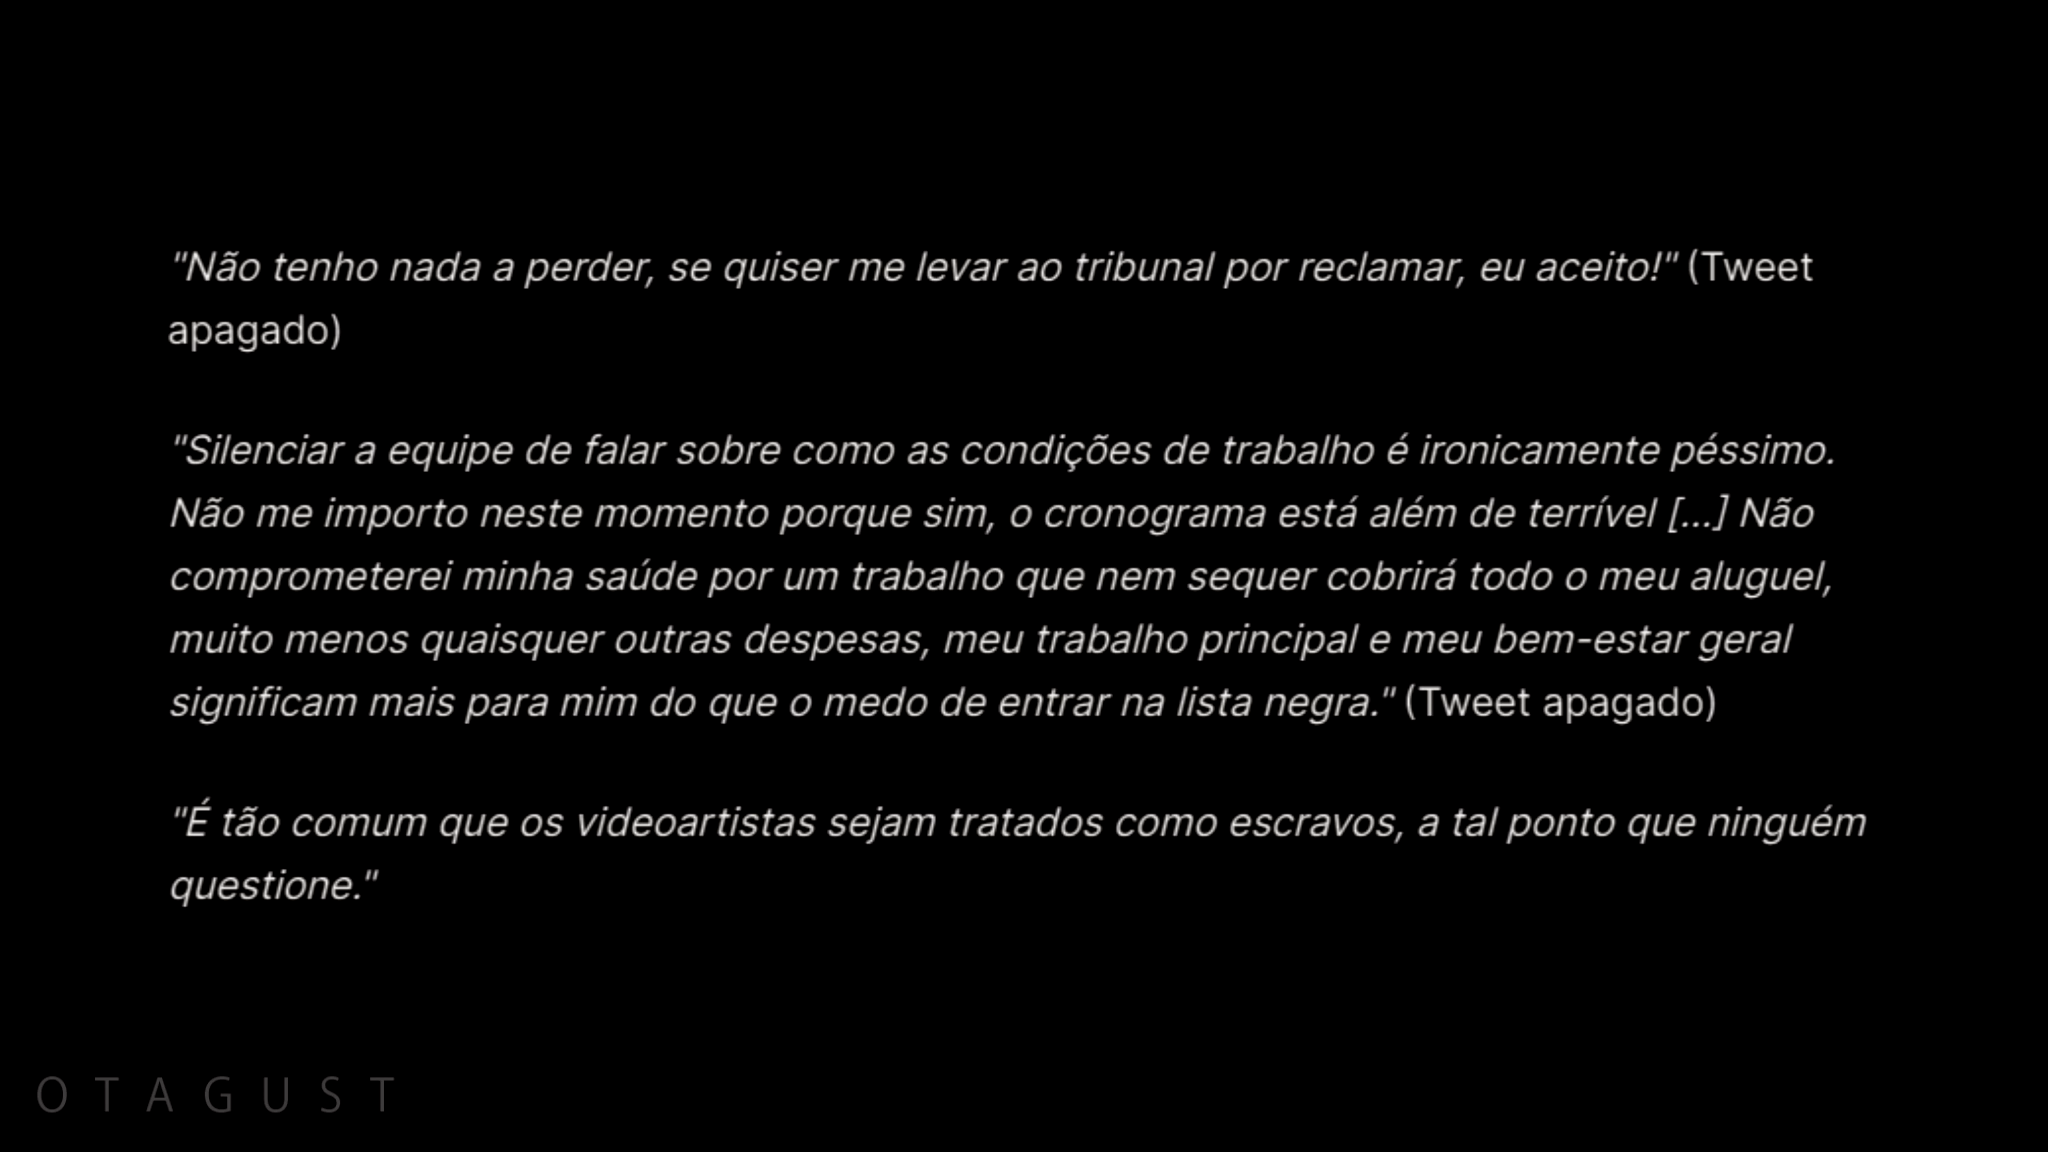 "Não tenho nada a perder, se quiser me levar ao tribunal por reclamar, eu aceito!" (Tweet
apagado)
"Silenciar a equipe de falar sobre como as condições de trabalho é ironicamente péssimo.
Não me importo neste momento porque sim, o cronograma está além de terrível [...] Não
comprometerei minha saúde por um trabalho que nem sequer cobrirá todo o meu aluguel,
muito menos quaisquer outras despesas, meu trabalho principal e meu bem-estar geral
significam mais para mim do que o medo de entrar na lista negra." (Tweet apagado)
"É tão comum que os videoartistas sejam tratados como escravos, a tal ponto que ninguém
questione."
OTAGUST